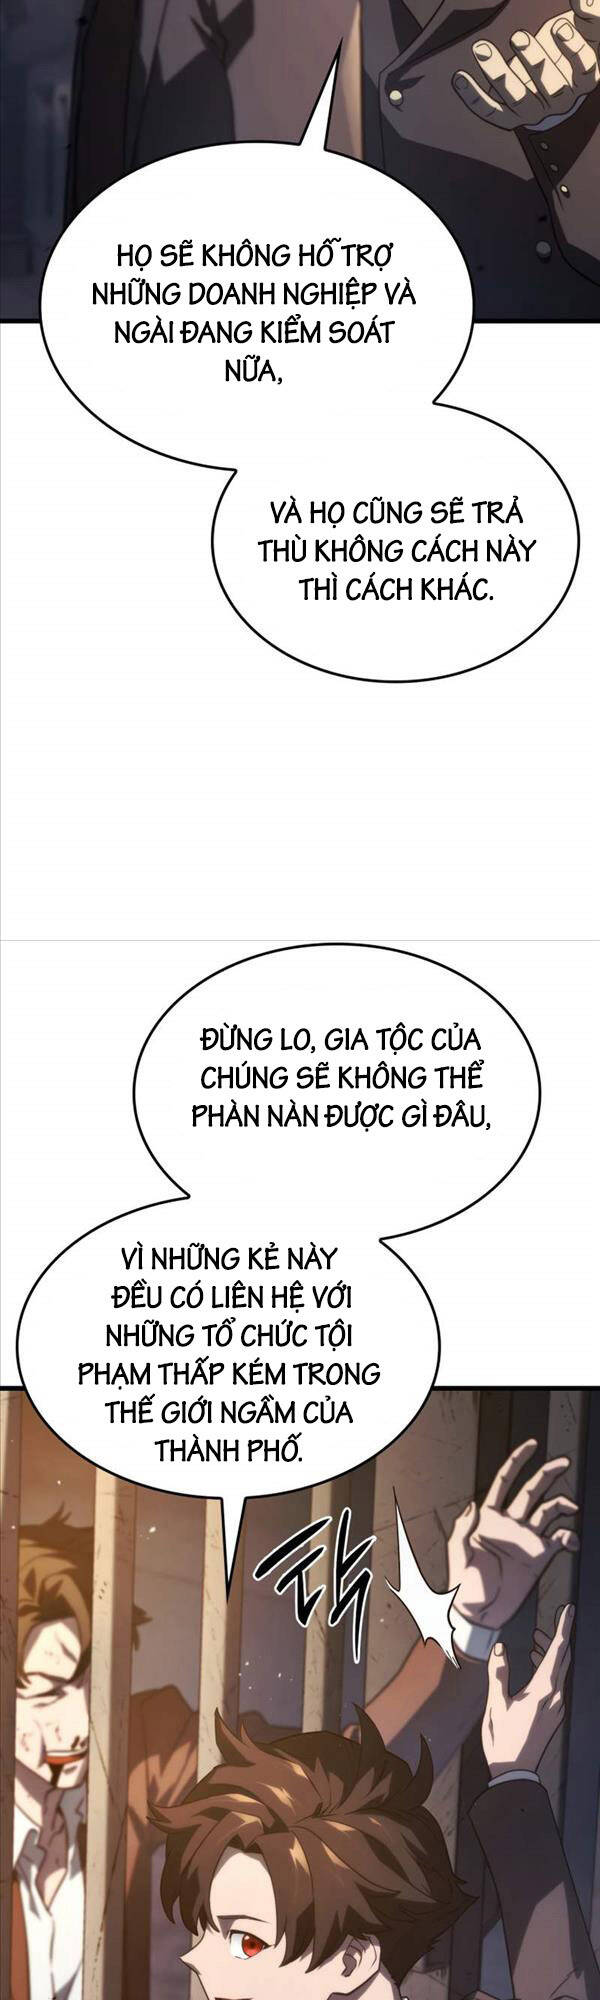 HỌ SẼ KHÔNG HỖ TRỢ
NHỮNG DOANH NGHIỆP VÀ
NGÀI ĐANG KIỂM SOÁT
NỮA,
VÀ HỌ CŨNG SẼ TRẢ
THÙ KHÔNG CÁCH NÀY
THÌ CÁCH KHÁC.
ĐỪNG LO, GIA TỘC CỦA
CHÚNG SẼ KHÔNG THỂ
PHÀN NÀN ĐƯỢC GÌ ĐÂU,
VÌ NHỮNG KẺ NÀY
ĐỀU CÓ LIÊN HỆ VỚI
NHỮNG TỔ CHỨC TỘI
PHẠM THẤP KÉM TRONG
THẾ GIỚI NGẦM CỦA
THÀNH PHỐ.